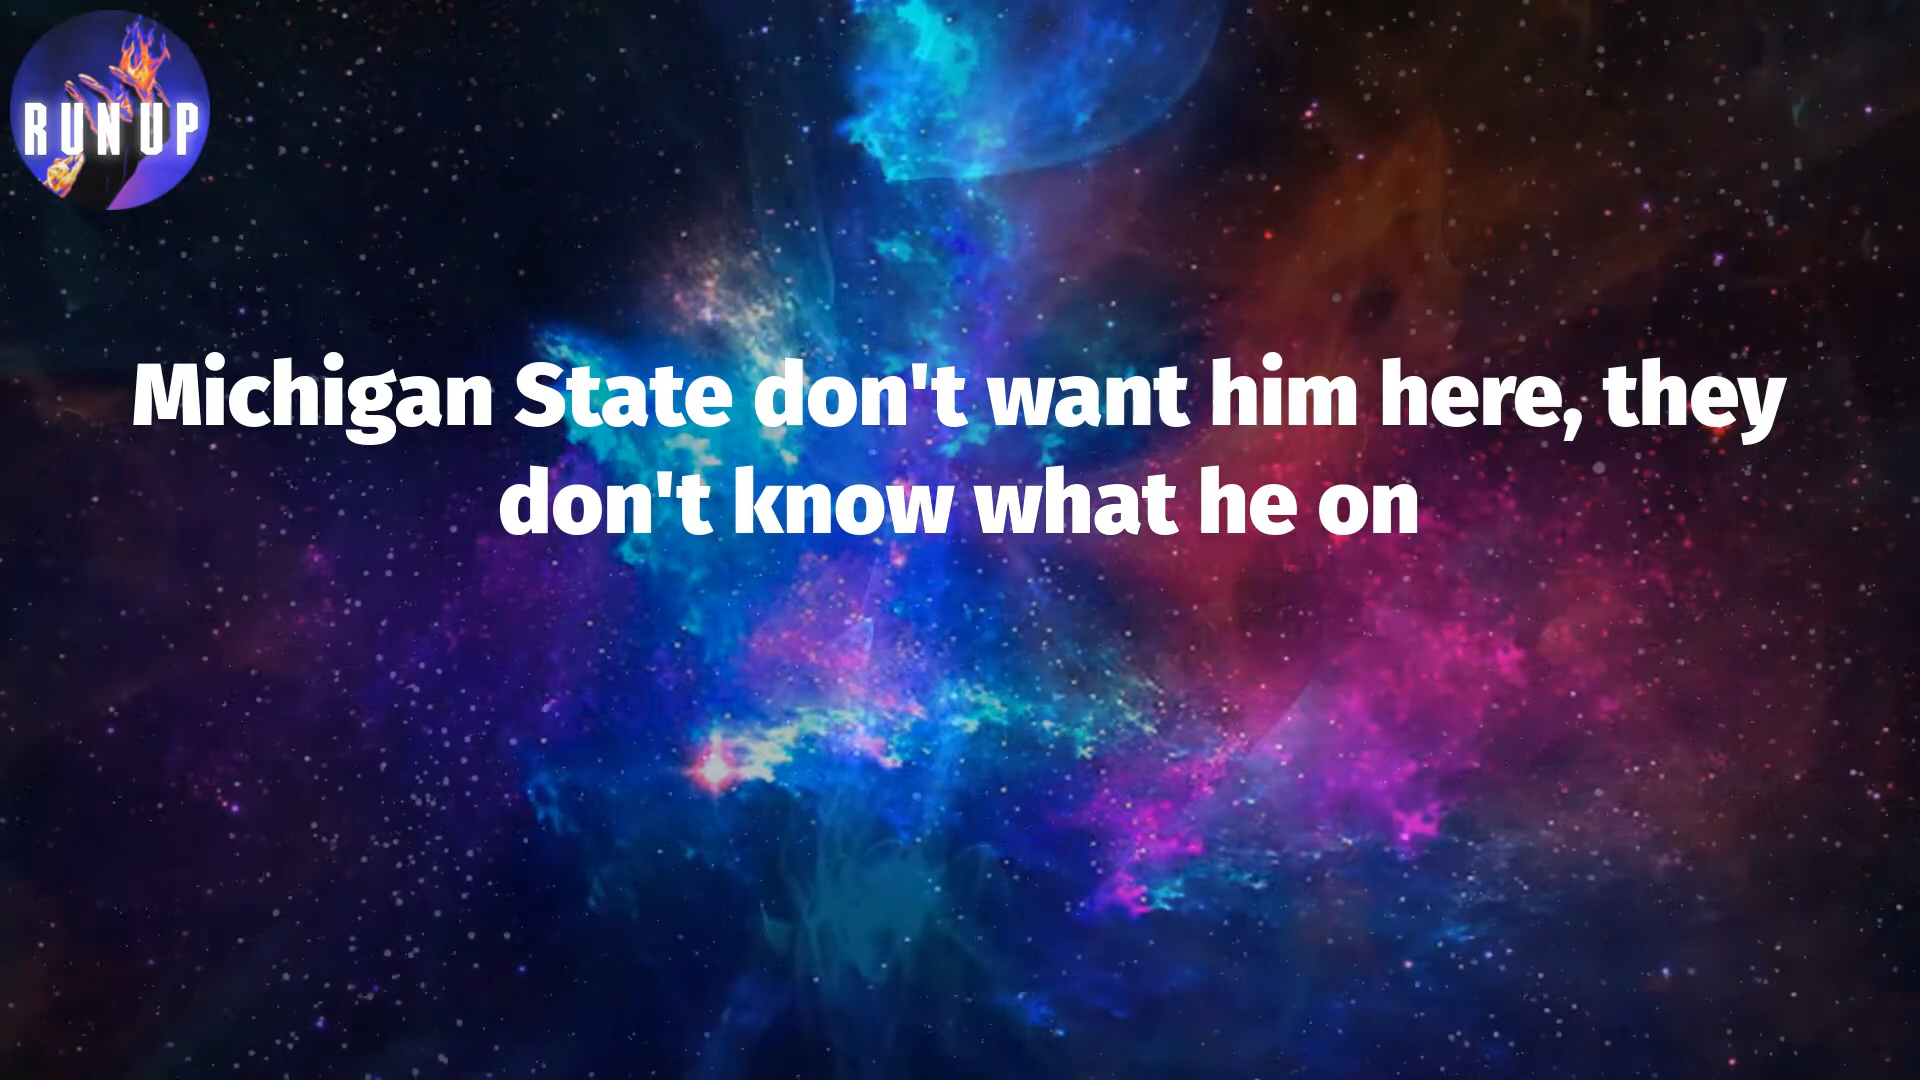 RUN UP
Michigan State don't want him here, they
don't know what he on